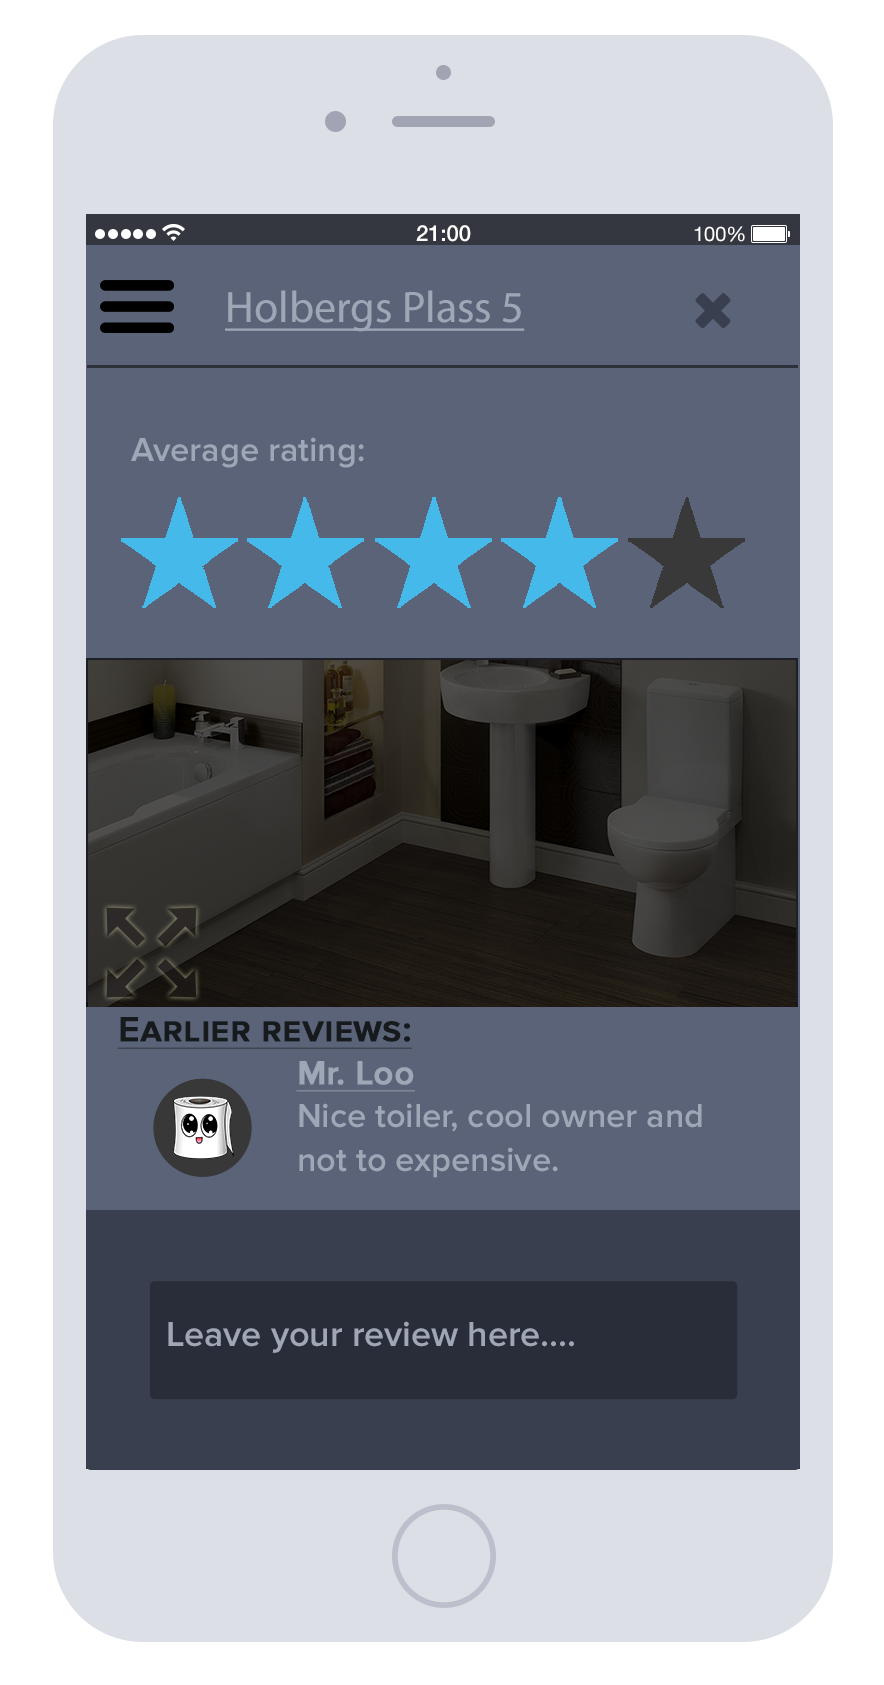 21:00
100%
Holbergs Plass 5
Average rating:
EARLIER REVIEWS:
Mr. Loo
Nice toiler, cool owner and
not to expensive.
Leave your review here....